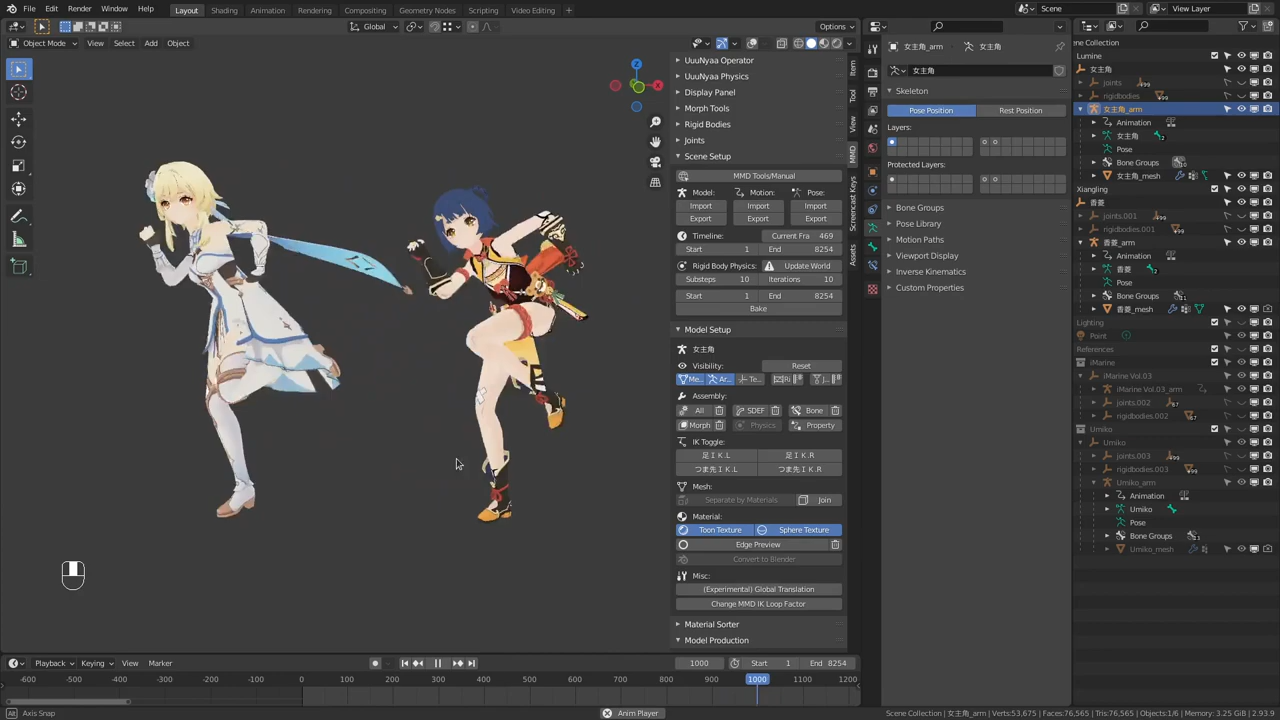 File Edit Render Window Help
Layout Shading Animation Rendering Compositing Geometry Nodes Scripting Video Editing +
Scene
View Layer
Global
Options
Object Mode View Select Add Object
Z
X
UuuNyaa Operator
UuuNyaa Physics
Display Panel
Morph Tools
Rigid Bodies
Joints
Scene Setup
MMD Tools/Manual
Model: Motion: Pose:
Import Import Import
Export Export Export
Timeline: Current Fra 469
Start 1 End 8254
Rigid Body Physics: Update World
Substeps 10 Iterations 10
Start 1 End 8254
Bake
Model Setup
女主角
Visibility: Reset
Me... Ar... Te... Ri J...
Assembly:
All SDEF Bone
Morph Physics Property
IK Toggle:
足ＩＫ.L 足ＩＫ.R
つま先ＩＫ.L つま先ＩＫ.R
Mesh:
Separate by Materials Join
Material:
Toon Texture Sphere Texture
Edge Preview
Convert to Blender
Misc:
(Experimental) Global Translation
Change MMD IK Loop Factor
Material Sorter
Model Production
Item
Tool
View
MMD
Screencast Keys
Assets
女主角_arm 女主角
女主角
Skeleton
Pose Position Rest Position
Layers:
Protected Layers:
Bone Groups
Pose Library
Motion Paths
Viewport Display
Inverse Kinematics
Custom Properties
ene Collection
Lumine
女主角
joints
rigidbodies
女主角_arm
Animation
女主角
Pose
Bone Groups
女主角_mesh
Xiangling
香菱
joints.001
rigidbodies.001
香菱_arm
香菱
Pose
Bone Groups
香菱_mesh
Lighting
Point
References
iMarine
iMarine Vol.03
iMarine Vol.03_arm
joints.002
rigidbodies.002
Umiko
Umiko
joints.003
rigidbodies.003
Umiko_arm
Animation
Umiko
Pose
Bone Groups
Umiko_mesh
Playback Keying View Marker
1000 Start 1 End 8254
-600 -500 -400 -300 -200 -100 0 100 200 300 400 500 600 700 800 900 1000 1100 1200
Axis Snap
Anim Player
Scene Collection | 女主角_arm | Verts:53,675 | Faces:76,565 | Tris:76,565 | Objects:1/6 | Memory: 3.25 GiB | 2.93.9